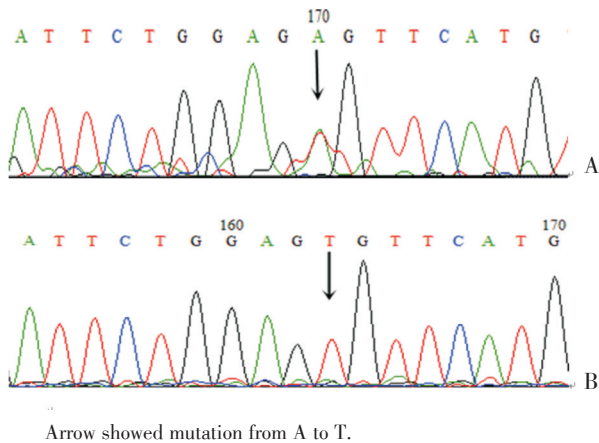 170
A T T C T G G A G A G T T C A T G
A
160 170
A T T C T G G A G T G T T C A T G
B
Arrow showed mutation from A to T.